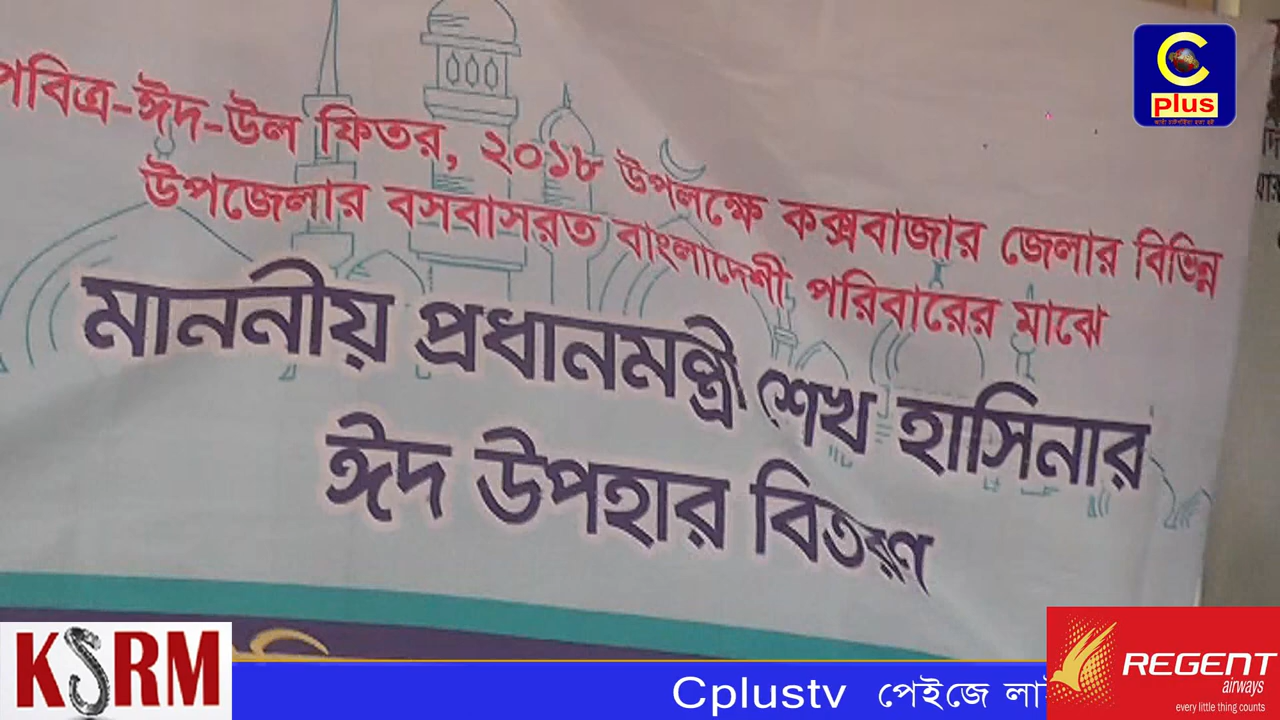 C
plus
পবিত্র-ঈদ-উল ফিতর, ২০১৮ উপলক্ষে কক্সবাজার জেলার বিভিন্ন
উপজেলার বসবাসরত বাংলাদেশী পরিবারের মাঝে
মাননীয় প্রধানমন্ত্রী শেখ হাসিনার
ঈদ উপহার বিতরণ
KSRM
Cplustv পেইজে
REGENT
airways
every little thing counts